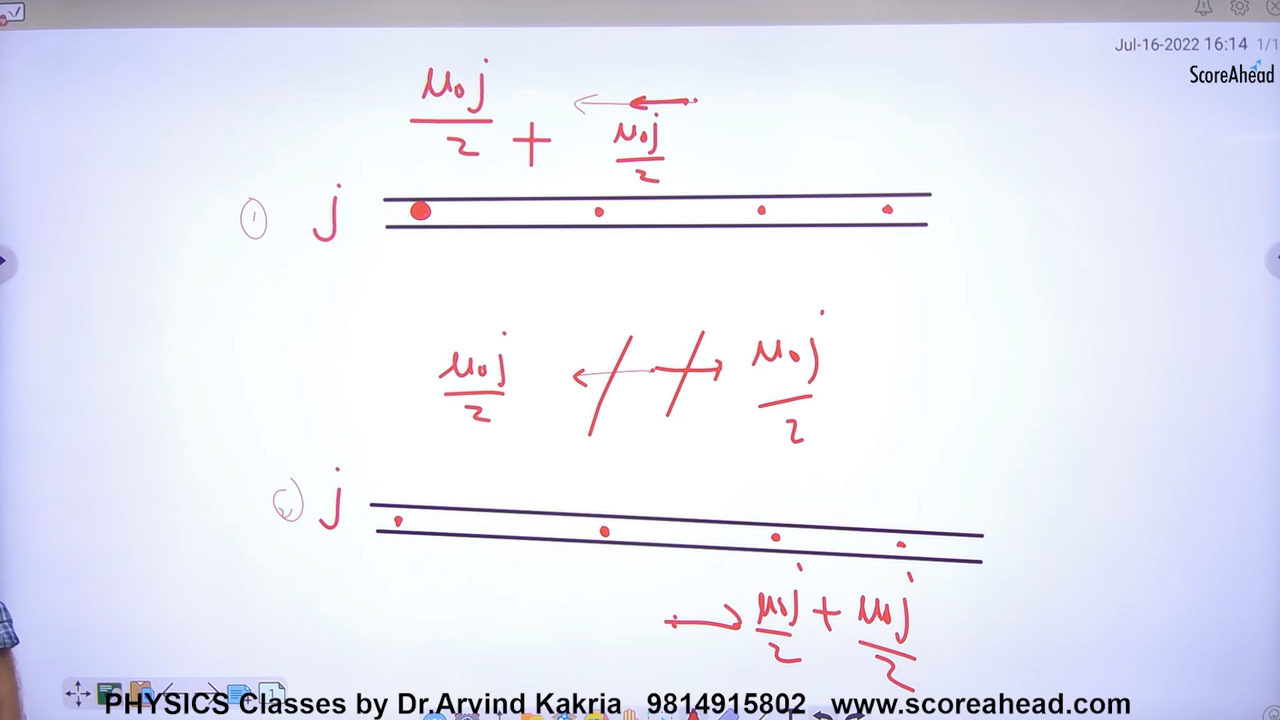 Jul-16-2022 16:14 1/1
ScoreAhead
μ₀j/2 + μ₀j/2
① j
μ₀j/2 μ₀j/2
② j
μ₀j/2 + μ₀j/2
PHYSICS Classes by Dr.Arvind Kakria 9814915802 www.scoreahead.com